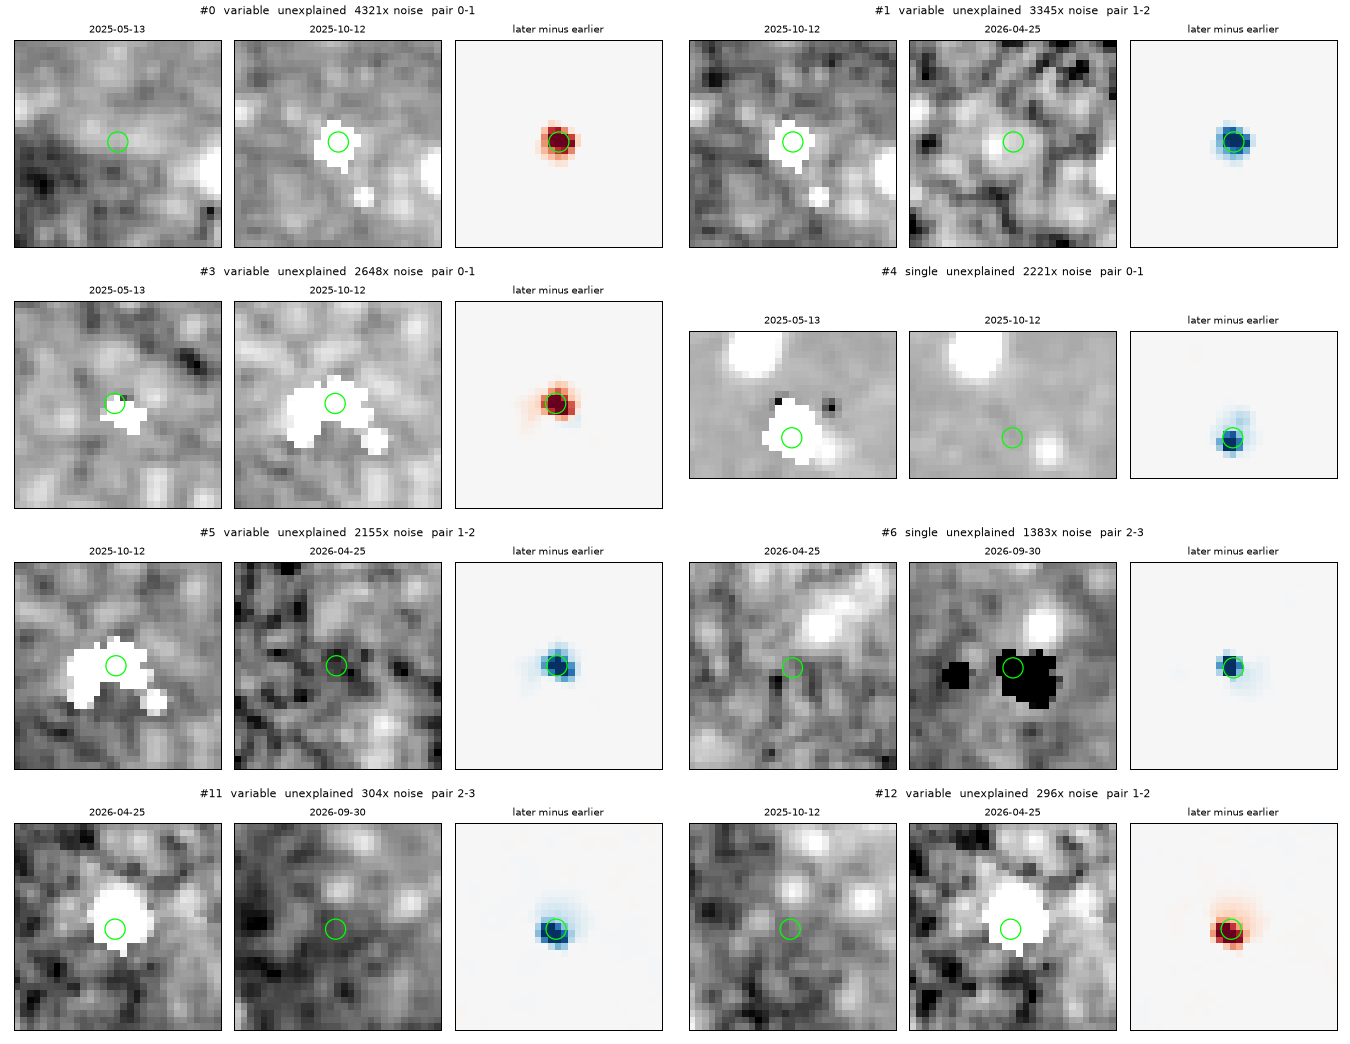 #0 variable unexplained 4321x noise pair 0-1
2025-05-13 2025-10-12 later minus earlier
#1 variable unexplained 3345x noise pair 1-2
2025-10-12 2026-04-25 later minus earlier
#3 variable unexplained 2648x noise pair 0-1
2025-05-13 2025-10-12 later minus earlier
#4 single unexplained 2221x noise pair 0-1
2025-05-13 2025-10-12 later minus earlier
#5 variable unexplained 2155x noise pair 1-2
2025-10-12 2026-04-25 later minus earlier
#6 single unexplained 1383x noise pair 2-3
2026-04-25 2026-09-30 later minus earlier
#11 variable unexplained 304x noise pair 2-3
2026-04-25 2026-09-30 later minus earlier
#12 variable unexplained 296x noise pair 1-2
2025-10-12 2026-04-25 later minus earlier